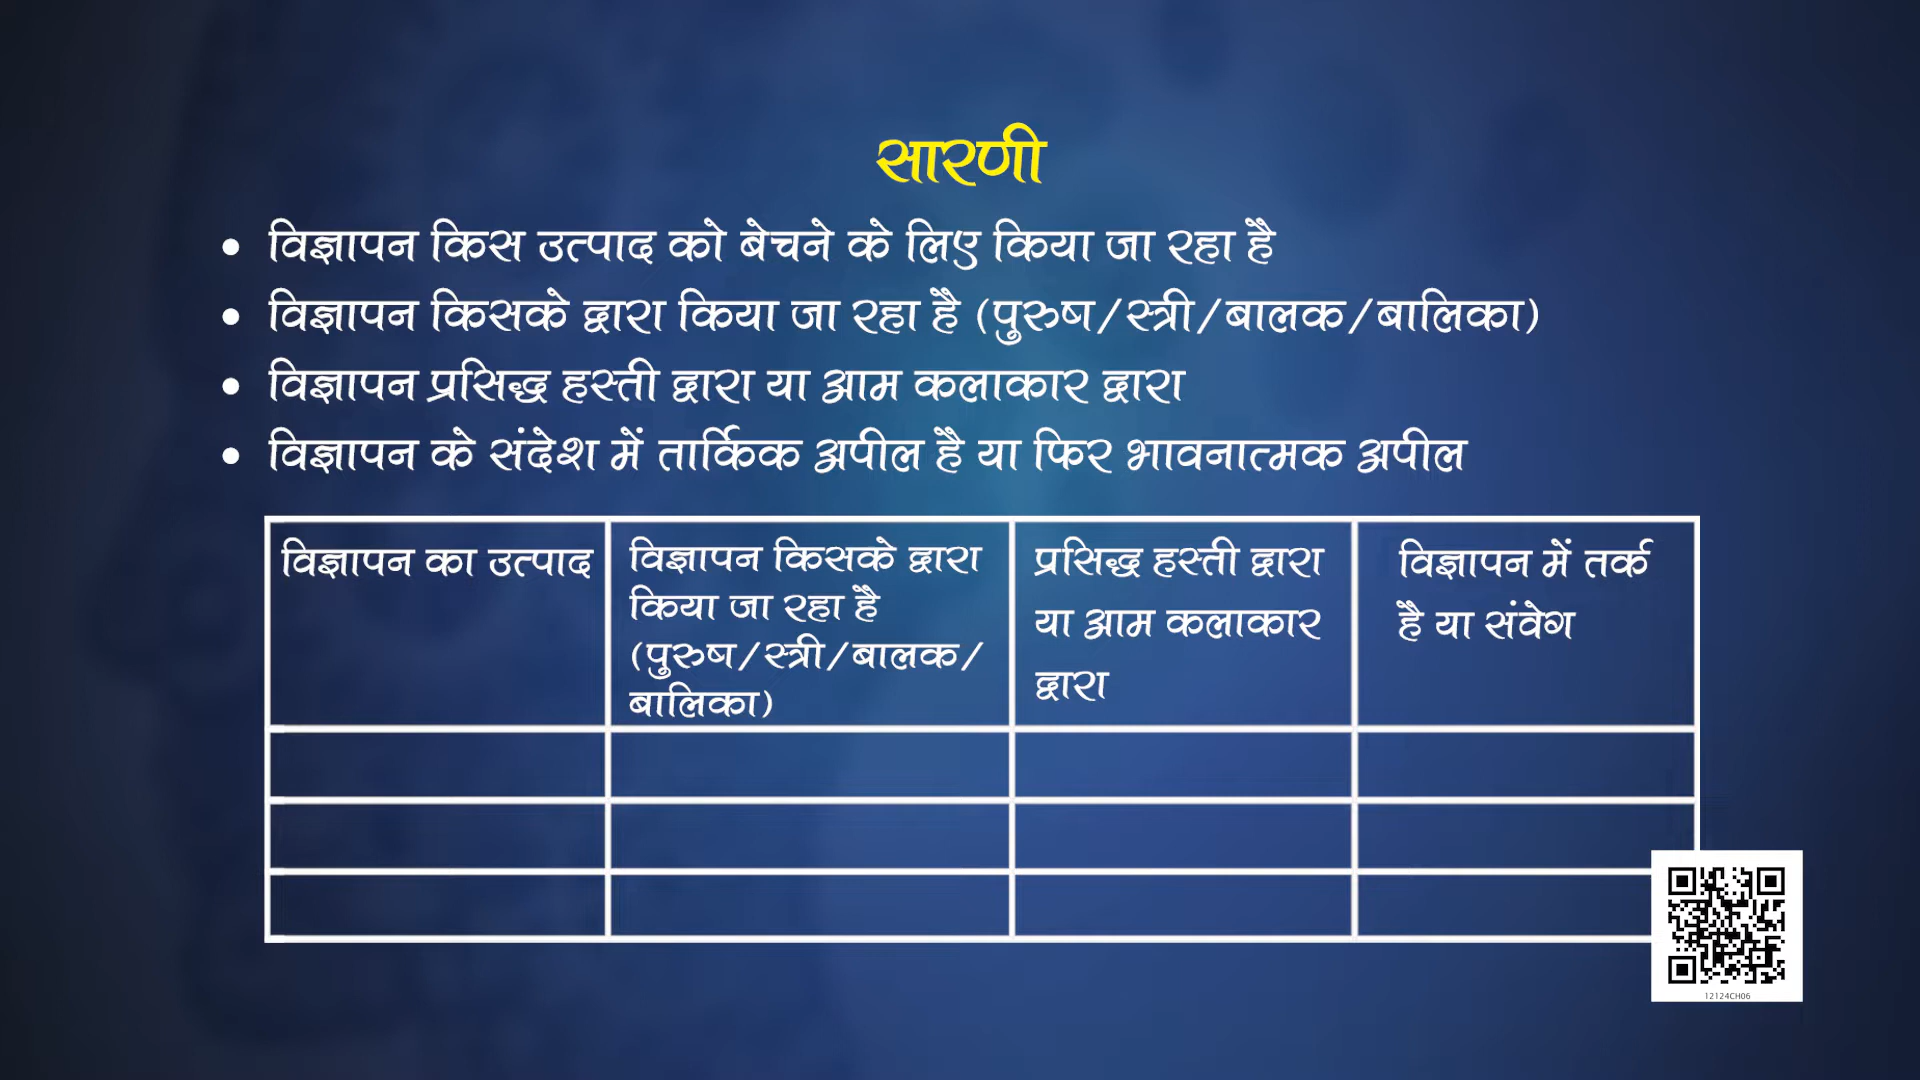 सारणी
• विज्ञापन किस उत्पाद को बेचने के लिए किया जा रहा है
• विज्ञापन किसके द्वारा किया जा रहा है (पुरुष/स्त्री/बालक/बालिका)
• विज्ञापन प्रसिद्ध हस्ती द्वारा या आम कलाकार द्वारा
• विज्ञापन के संदेश में तार्किक अपील है या फिर भावनात्मक अपील
विज्ञापन का उत्पाद
विज्ञापन किसके द्वारा
किया जा रहा है
(पुरुष/स्त्री/बालक/
बालिका)
प्रसिद्ध हस्ती द्वारा
या आम कलाकार
द्वारा
विज्ञापन में तर्क
है या संवेग
12124CH06